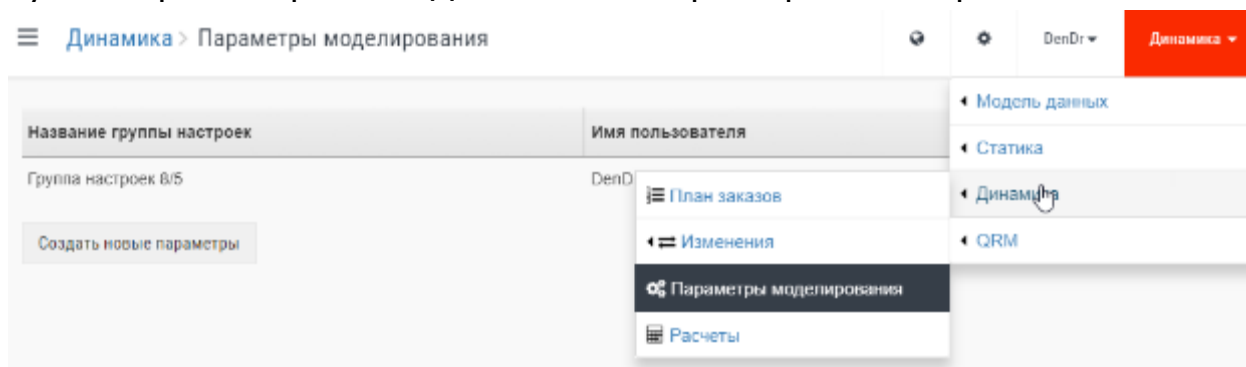 Динамика > Параметры моделирования DenDr Динамика
Модель данных
Название группы настроек Имя пользователя
Статика
Группа настроек 8/5 DenD
План заказов Динамика
Создать новые параметры Изменения QRM
Параметры моделирования
Расчеты